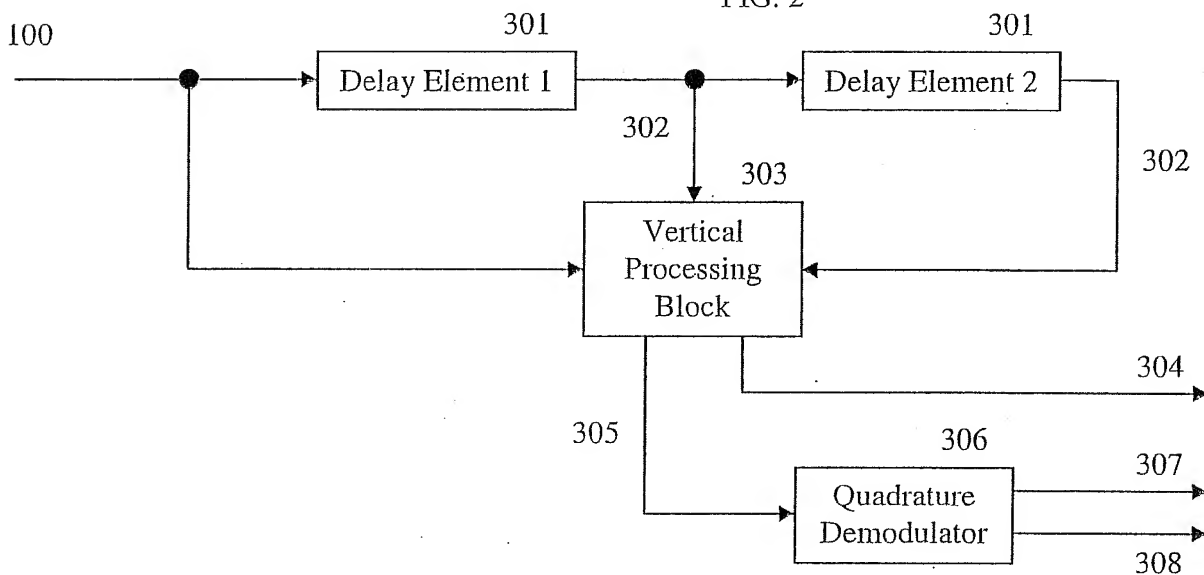 FIG. 2
100
301
301
Delay Element 1
Delay Element 2
302
302
303
Vertical
Processing
Block
304
305
306
307
Quadrature
Demodulator
308